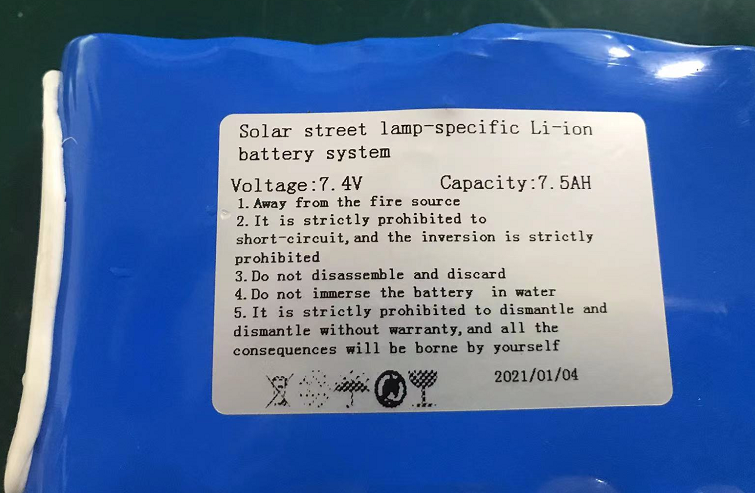 Solar street lamp-specific Li-ion
battery system
Voltage:7.4V Capacity:7.5AH
1. Away from the fire source
2. It is strictly prohibited to
short-circuit, and the inversion is strictly
prohibited
3. Do not disassemble and discard
4. Do not immerse the battery in water
5. It is strictly prohibited to dismantle and
dismantle without warranty, and all the
consequences will be borne by yourself
2021/01/04